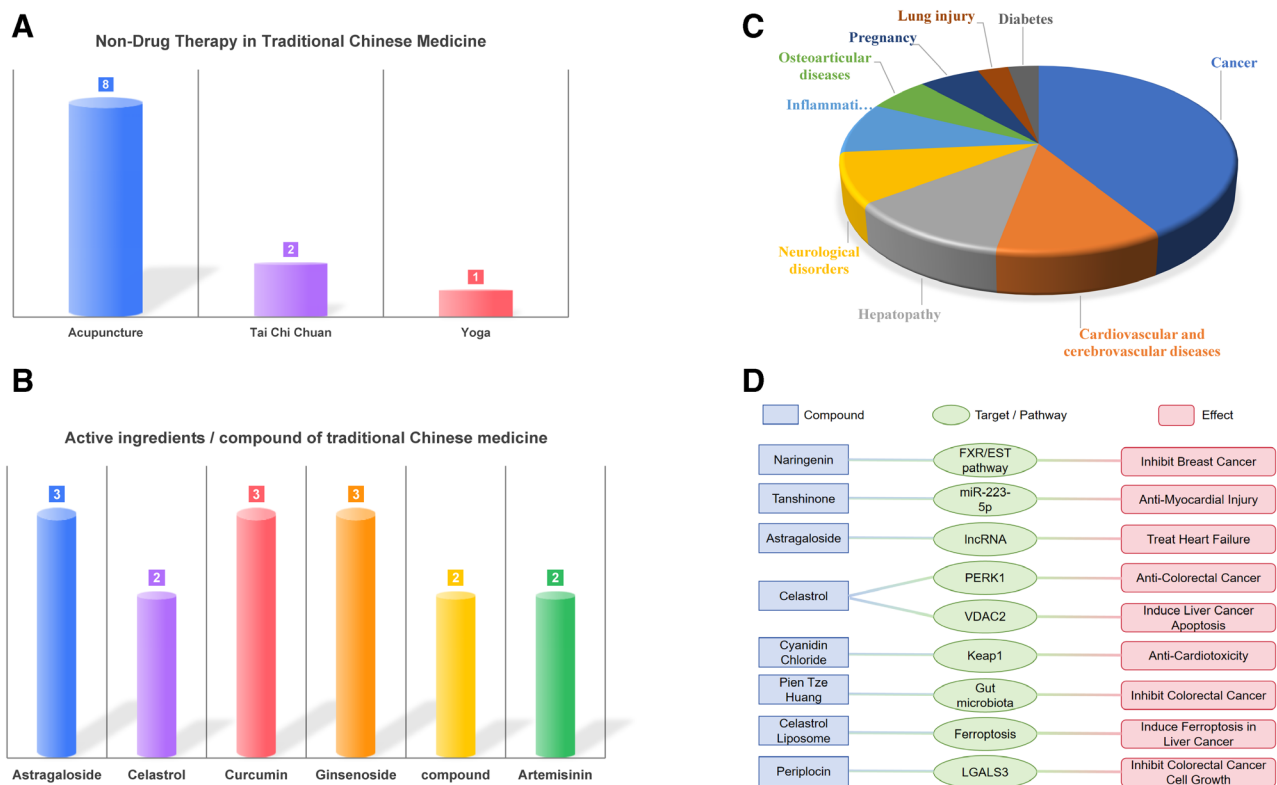 A
Non-Drug Therapy in Traditional Chinese Medicine
8
2
1
Acupuncture
Tai Chi Chuan
Yoga
B
Active ingredients / compound of traditional Chinese medicine
3
2
3
3
2
2
Astragaloside
Celastrol
Curcumin
Ginsenoside
compound
Artemisinin
C
Lung injury
Diabetes
Pregnancy
Cancer
Osteoarticular
diseases
Inflammati...
Neurological
disorders
Hepatopathy
Cardiovascular and
cerebrovascular diseases
D
Compound
Target / Pathway
Effect
Naringenin
FXR/EST
pathway
Inhibit Breast Cancer
Tanshinone
miR-223-
5p
Anti-Myocardial Injury
Astragaloside
lncRNA
Treat Heart Failure
Celastrol
PERK1
Anti-Colorectal Cancer
VDAC2
Induce Liver Cancer
Apoptosis
Cyanidin
Chloride
Keap1
Anti-Cardiotoxicity
Pien Tze
Huang
Gut
microbiota
Inhibit Colorectal Cancer
Celastrol
Liposome
Ferroptosis
Induce Ferroptosis in
Liver Cancer
Periplocin
LGALS3
Inhibit Colorectal Cancer
Cell Growth